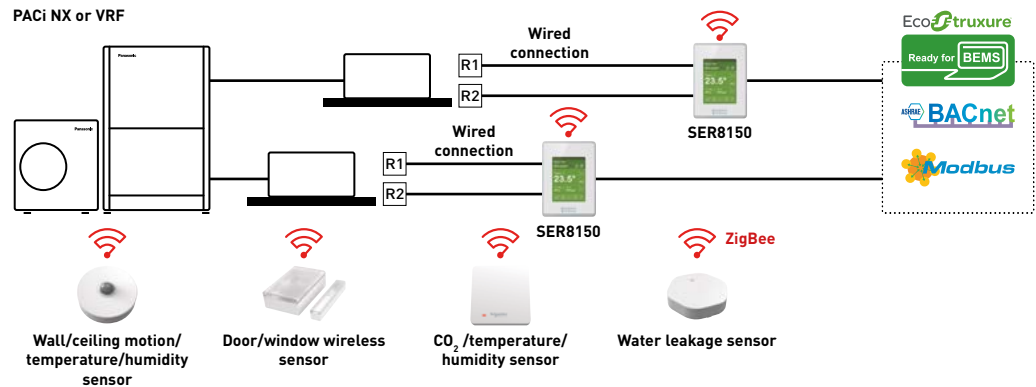 PACi NX or VRF
EcoStruxure
Ready for BEMS
ASHRAE BACnet
Modbus
Panasonic
Panasonic
Wired
connection
R1
R2
23.5°
SER8150
Wired
connection
R1
R2
23.5°
SER8150
ZigBee
Wall/ceiling motion/
temperature/humidity
sensor
Door/window wireless
sensor
CO2 /temperature/
humidity sensor
Water leakage sensor